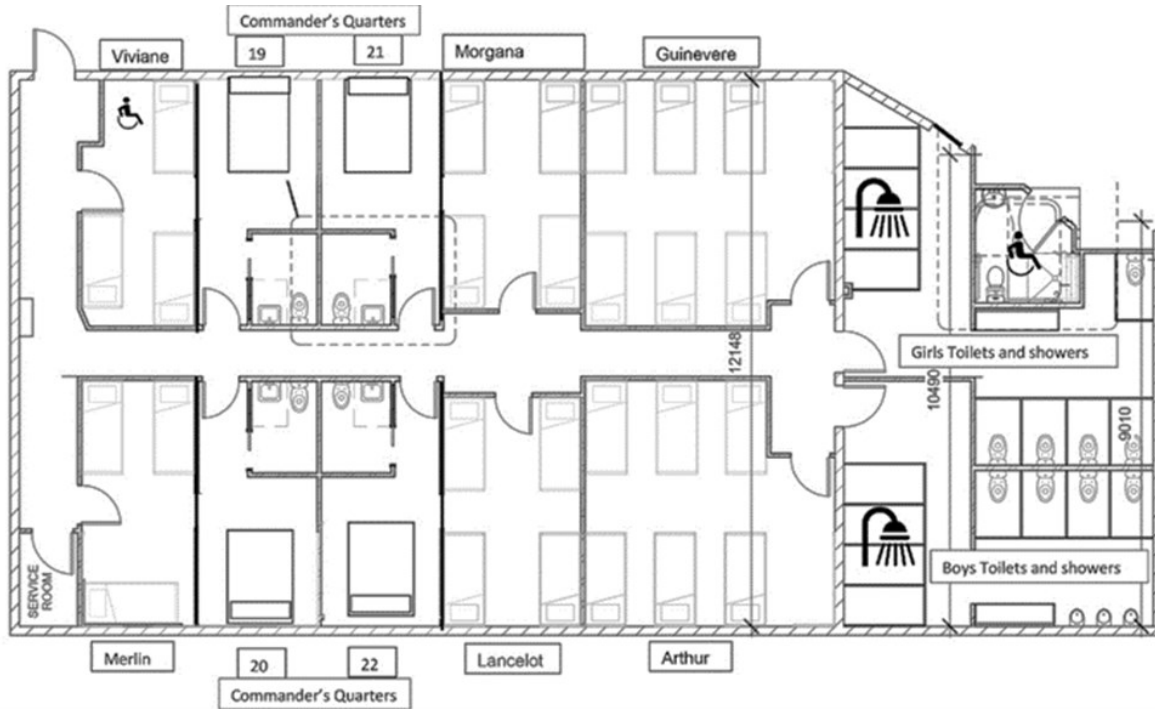 Commander's Quarters
Viviane
19
21
Morgana
Guinevere
12148
10490
9010
Girls Toilets and showers
Boys Toilets and showers
SERVICE
ROOM
Merlin
20
22
Lancelot
Arthur
Commander's Quarters